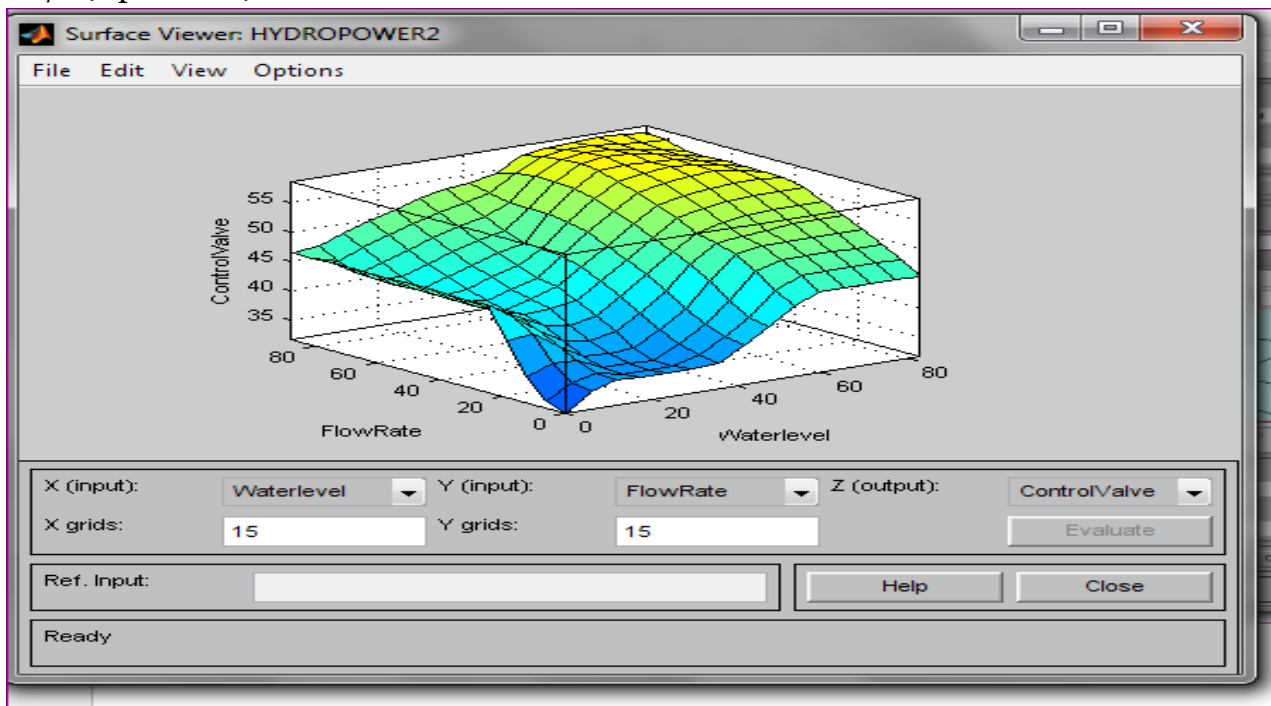 Surface Viewer: HYDROPOWER2
File Edit View Options
55
50
45
40
35
ControlValve
80
60
40
20
0
FlowRate
0
20
40
60
80
Waterlevel
X (input): Waterlevel Y (input): FlowRate Z (output): ControlValve
X grids: 15 Y grids: 15 Evaluate
Ref. Input: Help Close
Ready